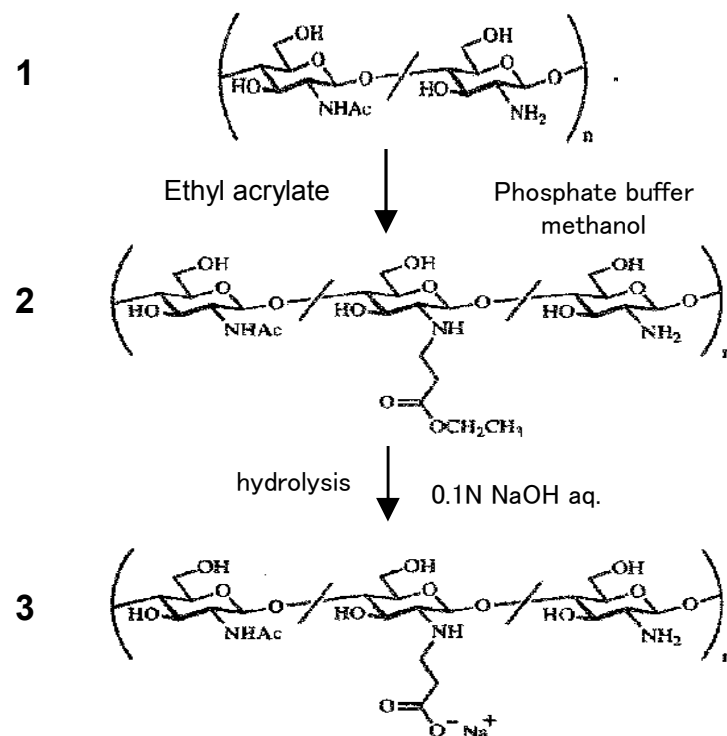 1
OH OH
O O O O
HO HO
NHAc NH₂
n
Ethyl acrylate Phosphate buffer
methanol
2
OH OH OH
O O O O O O
HO HO HO
NHAc NH NH₂
n
O
OCH₂CH₃
hydrolysis 0.1N NaOH aq.
3
OH OH OH
O O O O O O
HO HO HO
NHAc NH NH₂
n
O
O⁻ Na⁺